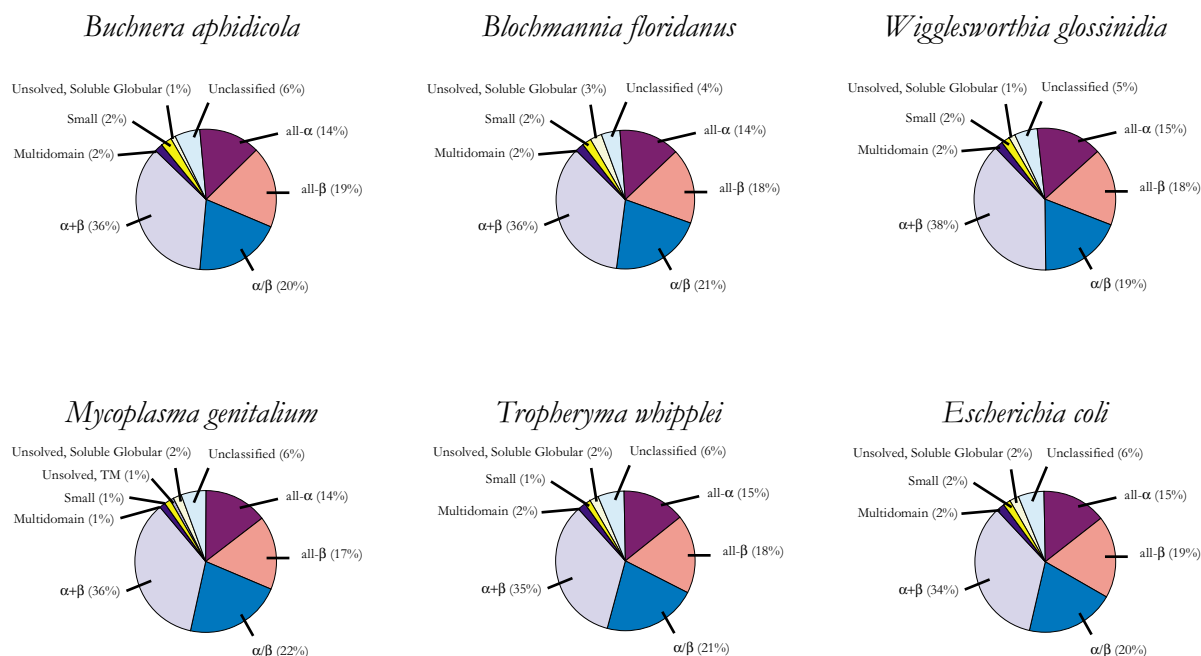 Buchnera aphidicola
Unsolved, Soluble Globular (1%)
Unclassified (6%)
Small (2%)
all-α (14%)
Multidomain (2%)
all-β (19%)
α+β (36%)
α/β (20%)
Blochmannia floridanus
Unsolved, Soluble Globular (3%)
Unclassified (4%)
Small (2%)
all-α (14%)
Multidomain (2%)
all-β (18%)
α+β (36%)
α/β (21%)
Wigglesworthia glossinidia
Unsolved, Soluble Globular (1%)
Unclassified (5%)
Small (2%)
all-α (15%)
Multidomain (2%)
all-β (18%)
α+β (38%)
α/β (19%)
Mycoplasma genitalium
Unsolved, Soluble Globular (2%)
Unclassified (6%)
Unsolved, TM (1%)
Small (1%)
all-α (14%)
Multidomain (1%)
all-β (17%)
α+β (36%)
α/β (22%)
Tropheryma whipplei
Unsolved, Soluble Globular (2%)
Unclassified (6%)
Small (1%)
all-α (15%)
Multidomain (2%)
all-β (18%)
α+β (35%)
α/β (21%)
Escherichia coli
Unsolved, Soluble Globular (2%)
Unclassified (6%)
Small (2%)
all-α (15%)
Multidomain (2%)
all-β (19%)
α+β (34%)
α/β (20%)